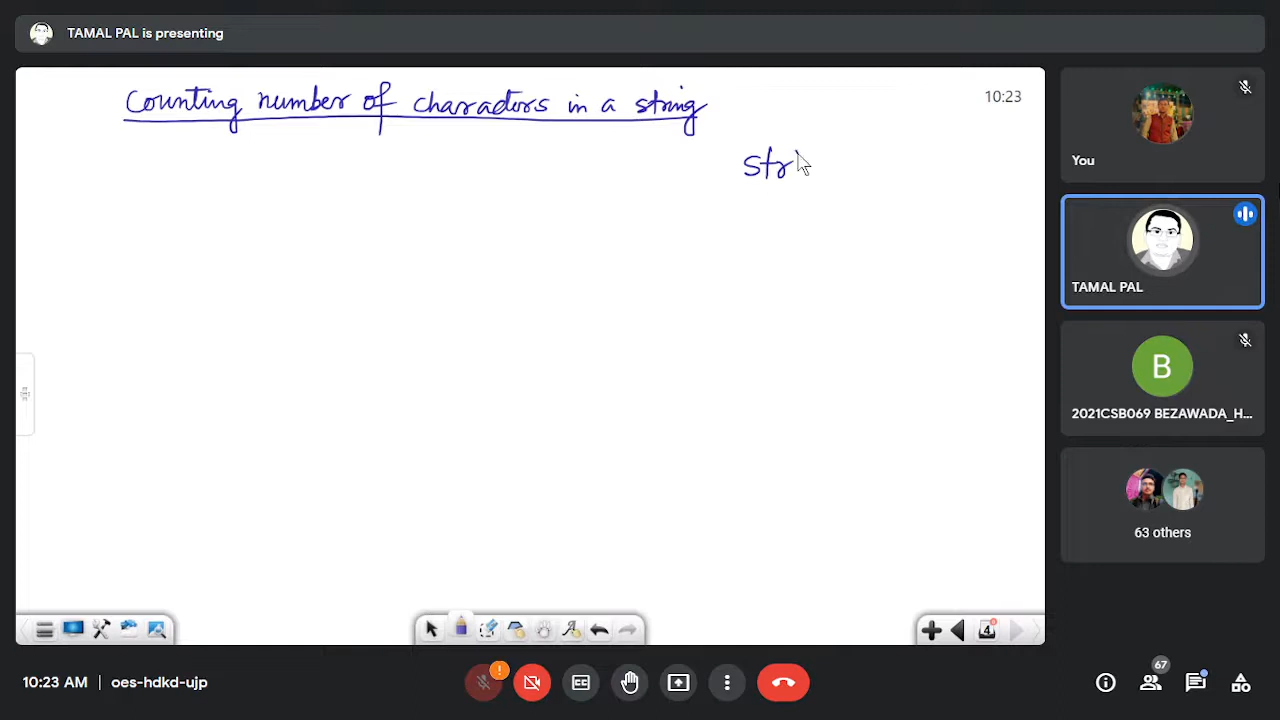 TAMAL PAL is presenting
Counting number of charactors in a string
10:23
Str
You
TAMAL PAL
B
2021CSB069 BEZAWADA_H...
63 others
4
10:23 AM | oes-hdkd-ujp
67